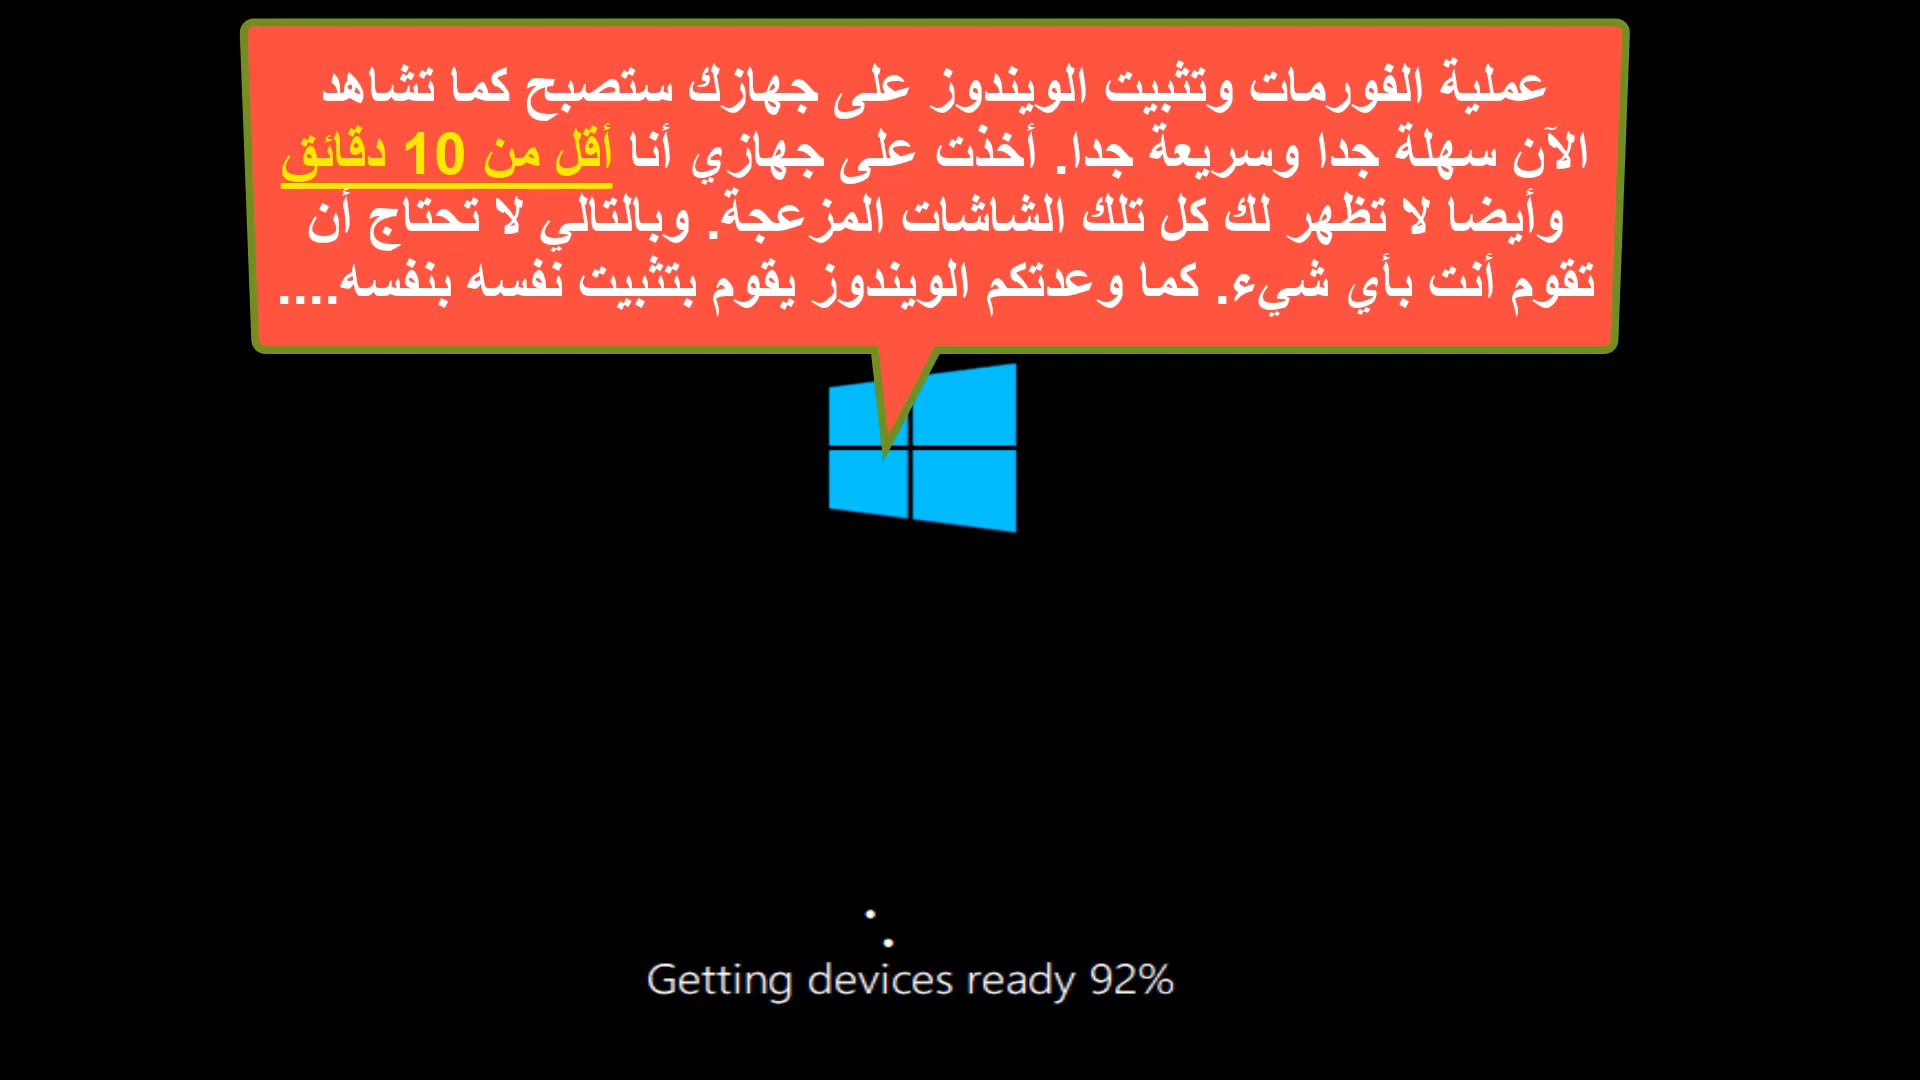 عملية الفورمات وتثبيت الويندوز على جهازك ستصبح كما تشاهد
الآن سهلة جدا وسريعة جدا. أخذت على جهازي أنا أقل من 10 دقائق
وأيضا لا تظهر لك كل تلك الشاشات المزعجة. وبالتالي لا تحتاج أن
تقوم أنت بأي شيء. كما وعدتكم الويندوز يقوم بتثبيت نفسه بنفسه....
Getting devices ready 92%